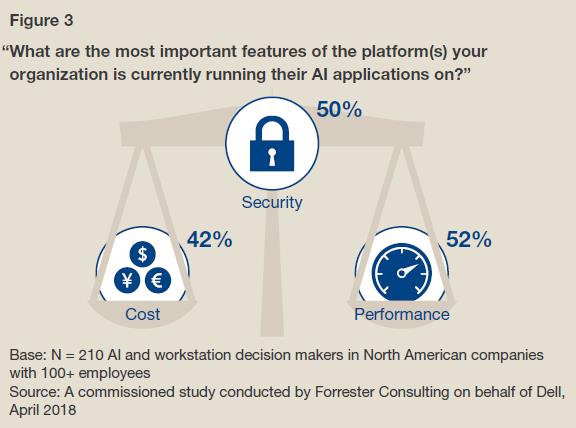 Figure 3
“What are the most important features of the platform(s) your
organization is currently running their AI applications on?”
50%
Security
42%
$
¥ €
Cost
52%
Performance
Base: N = 210 AI and workstation decision makers in North American companies
with 100+ employees
Source: A commissioned study conducted by Forrester Consulting on behalf of Dell,
April 2018